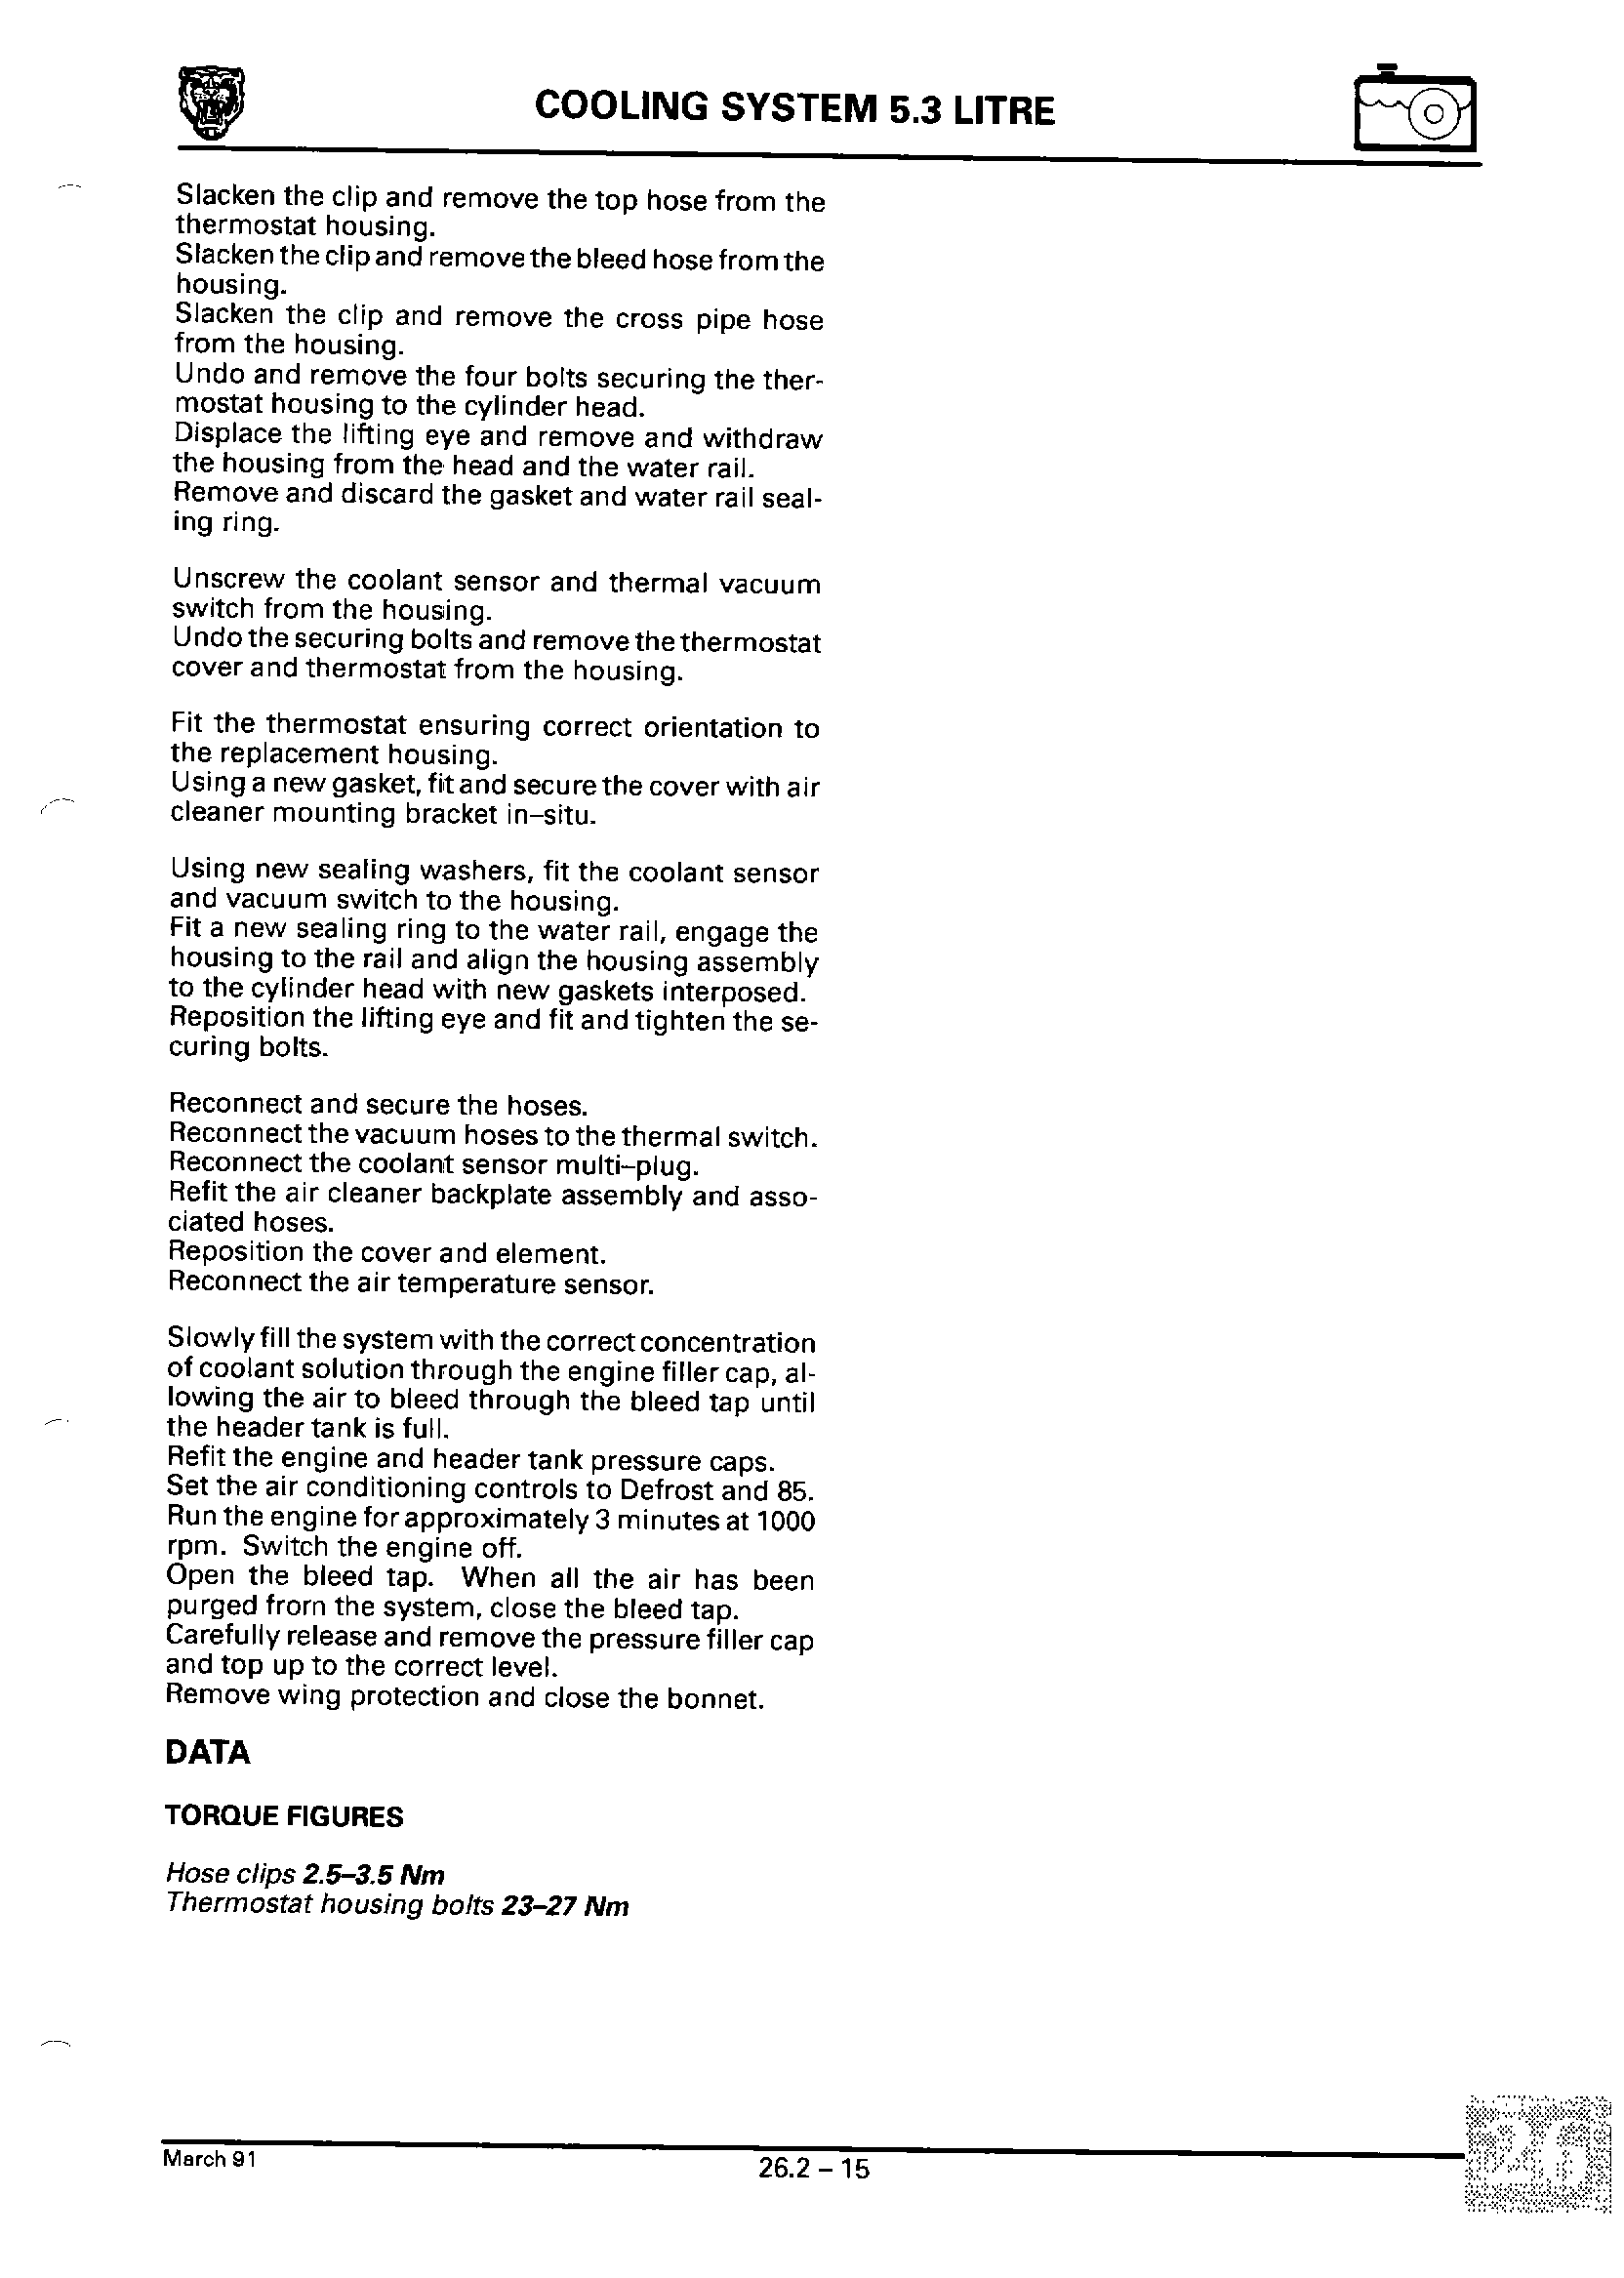 COOLING SYSTEM 5.3 LITRE
Slacken the clip and remove the top hose from the
thermostat housing.
Slacken the clip and remove the bleed hose from the
housing.
Slacken the clip and remove the cross pipe hose
from the housing.
Undo and remove the four bolts securing the ther-
mostat housing to the cylinder head.
Displace the lifting eye and remove and withdraw
the housing from the head and the water rail.
Remove and discard the gasket and water rail seal-
ing ring.
Unscrew the coolant sensor and thermal vacuum
switch from the housing.
Undo the securing bolts and remove the thermostat
cover and thermostat from the housing.
Fit the thermostat ensuring correct orientation to
the replacement housing.
Using a new gasket, fit and secure the cover with air
cleaner mounting bracket in–situ.
Using new sealing washers, fit the coolant sensor
and vacuum switch to the housing.
Fit a new sealing ring to the water rail, engage the
housing to the rail and align the housing assembly
to the cylinder head with new gaskets interposed.
Reposition the lifting eye and fit and tighten the se-
curing bolts.
Reconnect and secure the hoses.
Reconnect the vacuum hoses to the thermal switch.
Reconnect the coolant sensor multi–plug.
Refit the air cleaner backplate assembly and asso-
ciated hoses.
Reposition the cover and element.
Reconnect the air temperature sensor.
Slowly fill the system with the correct concentration
of coolant solution through the engine filler cap, al-
lowing the air to bleed through the bleed tap until
the header tank is full.
Refit the engine and header tank pressure caps.
Set the air conditioning controls to Defrost and 85.
Run the engine for approximately 3 minutes at 1000
rpm. Switch the engine off.
Open the bleed tap. When all the air has been
purged from the system, close the bleed tap.
Carefully release and remove the pressure filler cap
and top up to the correct level.
Remove wing protection and close the bonnet.
DATA
TORQUE FIGURES
Hose clips 2.5–3.5 Nm
Thermostat housing bolts 23–27 Nm
March 91
26.2 – 15
26